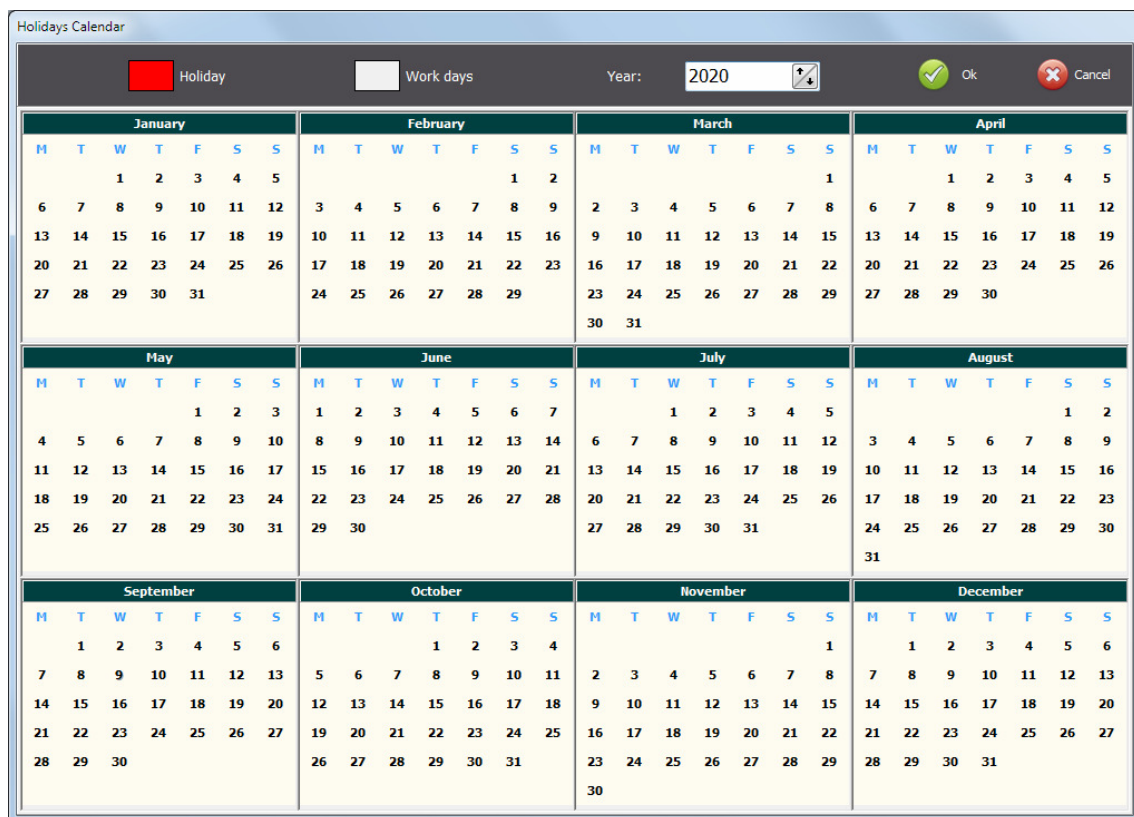 Holidays Calendar
Holiday Work days Year: 2020 Ok Cancel
January February March April
M T W T F S S M T W T F S S M T W T F S S M T W T F S S
1 2 3 4 5 1 2 1 1 2 3 4 5
6 7 8 9 10 11 12 3 4 5 6 7 8 9 2 3 4 5 6 7 8 6 7 8 9 10 11 12
13 14 15 16 17 18 19 10 11 12 13 14 15 16 9 10 11 12 13 14 15 13 14 15 16 17 18 19
20 21 22 23 24 25 26 17 18 19 20 21 22 23 16 17 18 19 20 21 22 20 21 22 23 24 25 26
27 28 29 30 31 24 25 26 27 28 29 23 24 25 26 27 28 29 27 28 29 30
30 31
May June July August
M T W T F S S M T W T F S S M T W T F S S M T W T F S S
1 2 3 1 2 3 4 5 6 7 1 2 3 4 5 1 2
4 5 6 7 8 9 10 8 9 10 11 12 13 14 6 7 8 9 10 11 12 3 4 5 6 7 8 9
11 12 13 14 15 16 17 15 16 17 18 19 20 21 13 14 15 16 17 18 19 10 11 12 13 14 15 16
18 19 20 21 22 23 24 22 23 24 25 26 27 28 20 21 22 23 24 25 26 17 18 19 20 21 22 23
25 26 27 28 29 30 31 29 30 27 28 29 30 31 24 25 26 27 28 29 30
31
September October November December
M T W T F S S M T W T F S S M T W T F S S M T W T F S S
1 2 3 4 5 6 1 2 3 4 1 1 2 3 4 5 6
7 8 9 10 11 12 13 5 6 7 8 9 10 11 2 3 4 5 6 7 8 7 8 9 10 11 12 13
14 15 16 17 18 19 20 12 13 14 15 16 17 18 9 10 11 12 13 14 15 14 15 16 17 18 19 20
21 22 23 24 25 26 27 19 20 21 22 23 24 25 16 17 18 19 20 21 22 21 22 23 24 25 26 27
28 29 30 26 27 28 29 30 31 23 24 25 26 27 28 29 28 29 30 31
30